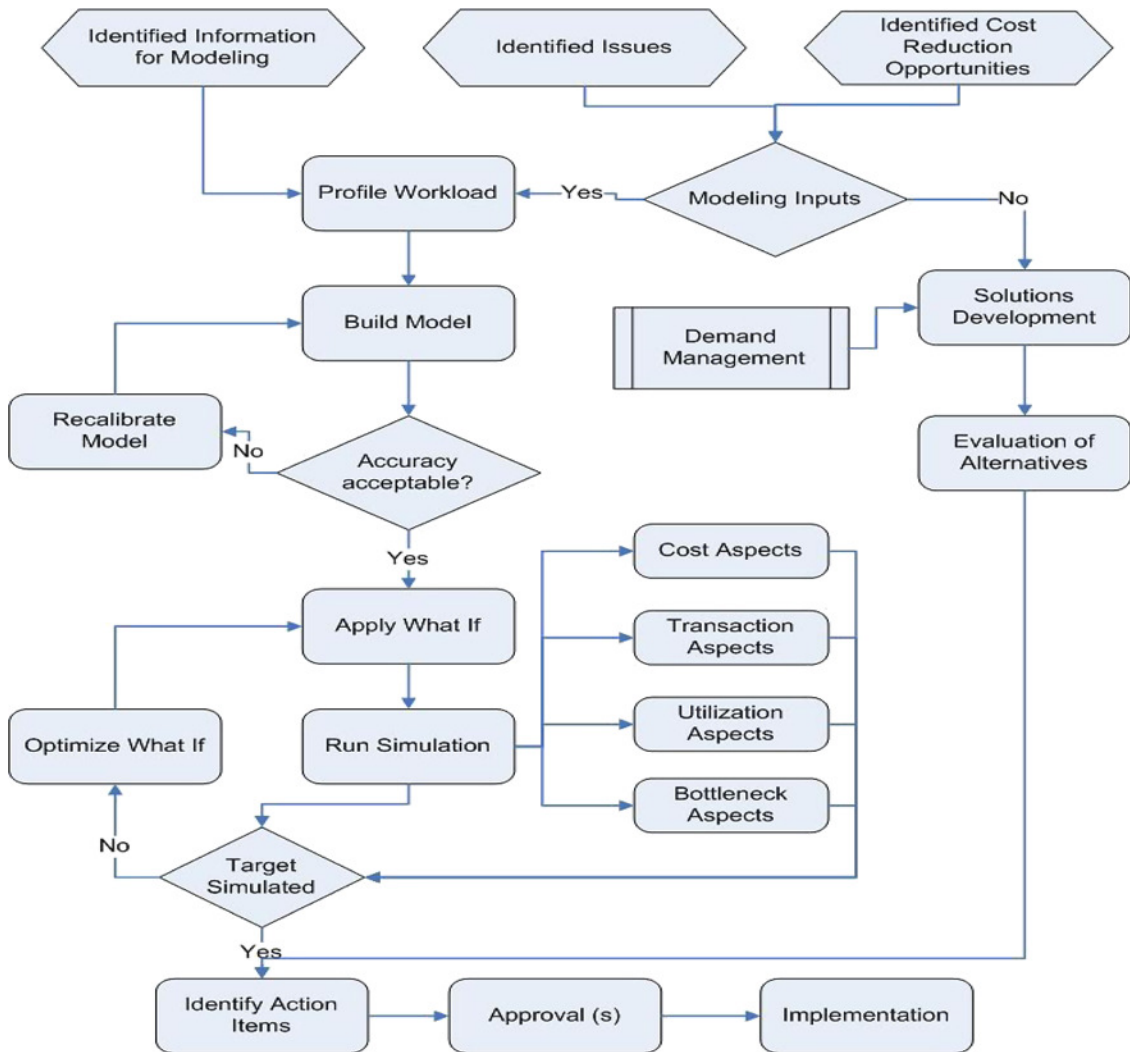 Identified Information
for Modeling
Identified Issues
Identified Cost
Reduction
Opportunities
Profile Workload
Yes
Modeling Inputs
No
Build Model
Demand
Management
Solutions
Development
Recalibrate
Model
No
Accuracy
acceptable?
Evaluation of
Alternatives
Yes
Cost Aspects
Apply What If
Transaction
Aspects
Optimize What If
Run Simulation
Utilization
Aspects
Bottleneck
Aspects
No
Target
Simulated
Yes
Identify Action
Items
Approval (s)
Implementation